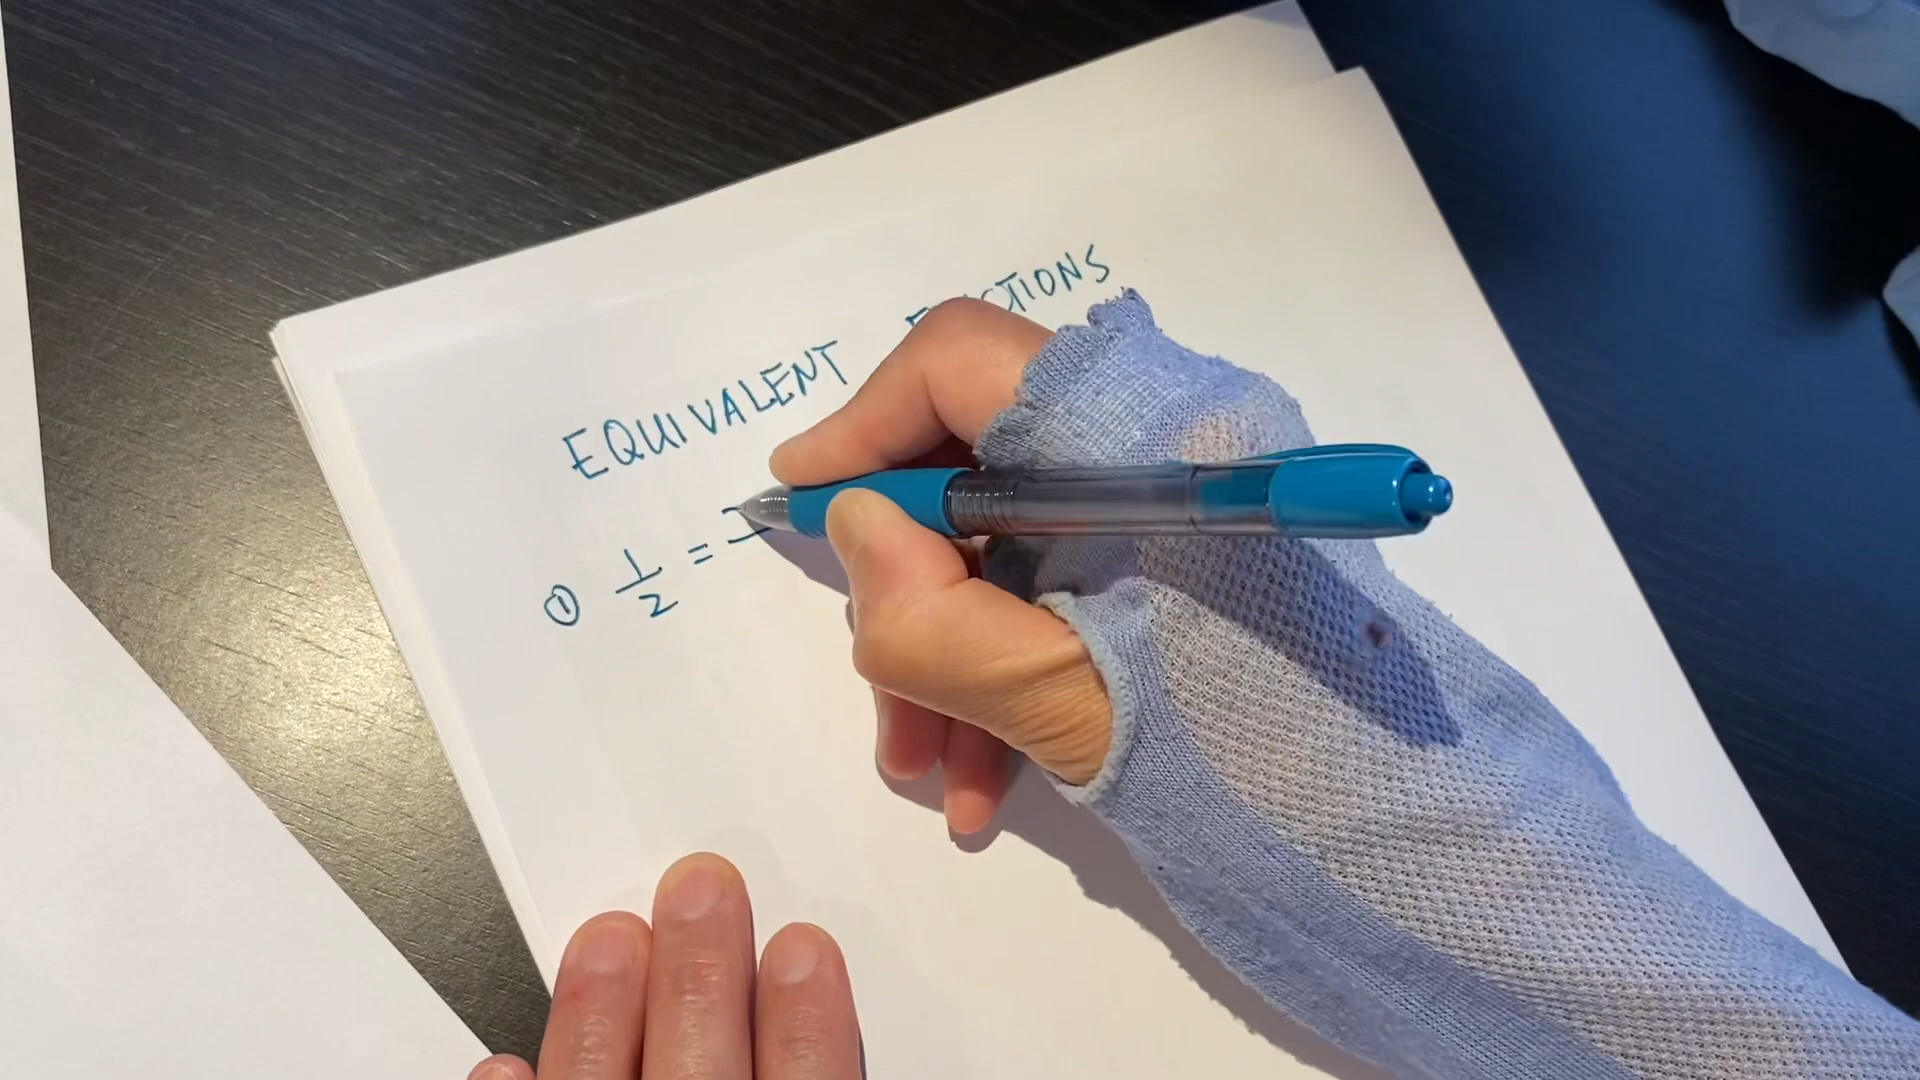 EQUIVALENT
① 1/2 =